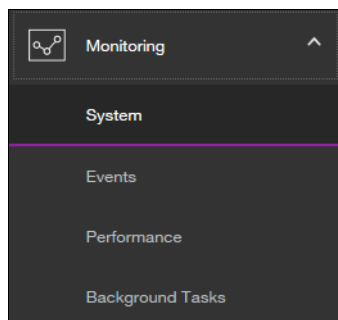 Monitoring
System
Events
Performance
Background Tasks